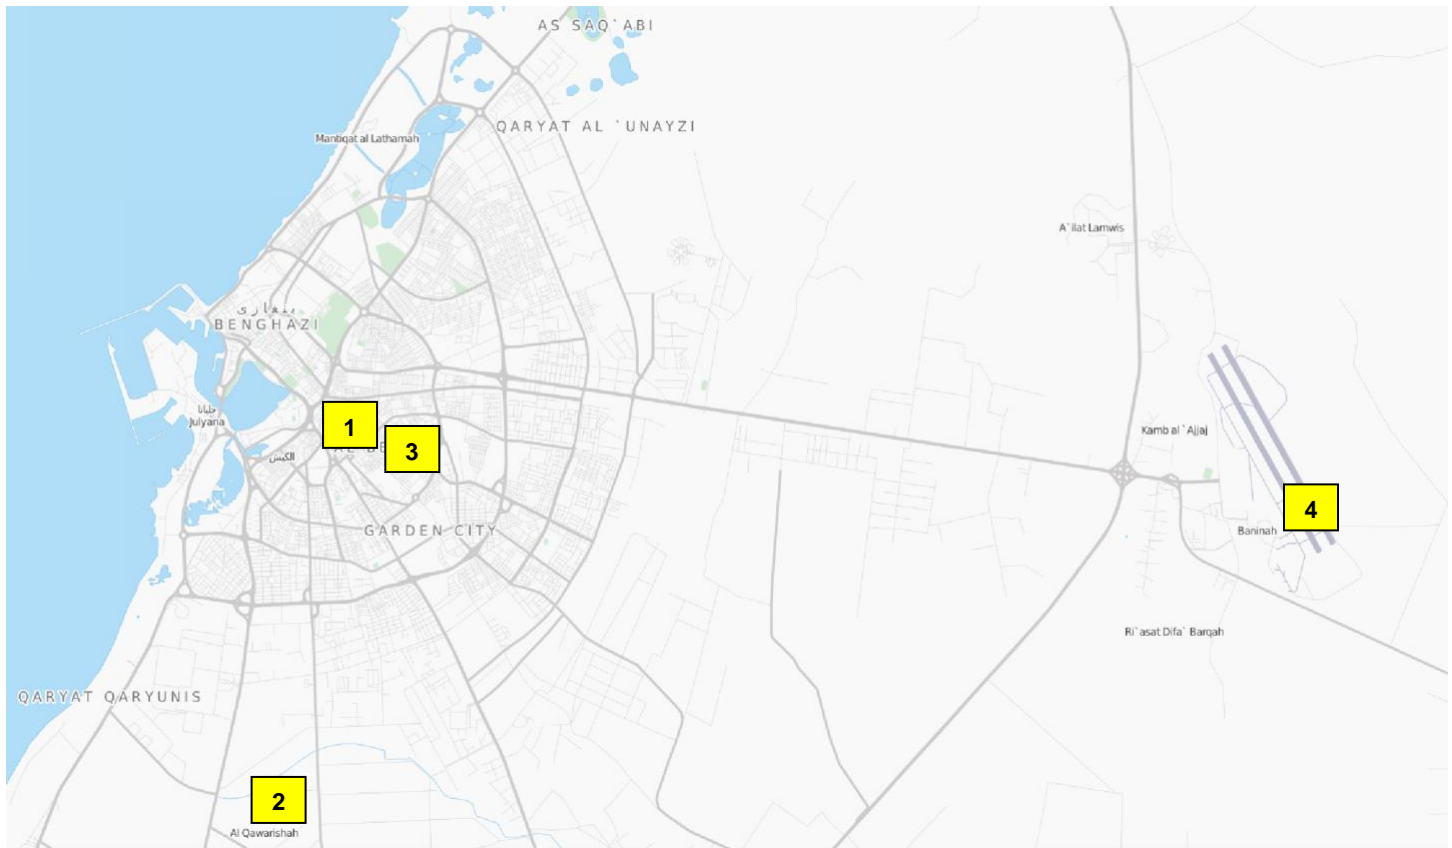 AS SAQ`ABI
QARYAT AL `UNAYZI
Mantiqat al Lathamah
A`ilat Lamwis
بنغازي
BENGHAZI
جليانا
Julyana
1
3
الكيش
Kamb al `Ajjaj
4
Baninah
GARDEN CITY
Ri`asat Difa` Barqah
QARYAT QARYUNIS
2
Al Qawarishah